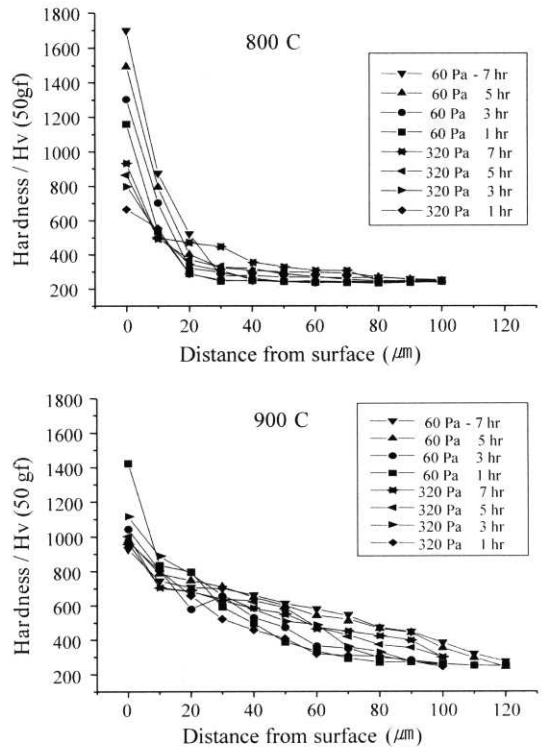 800 C
1800
1600
1400
1200
1000
800
600
400
200
Hardness / Hv (50gf)
60 Pa - 7 hr
60 Pa 5 hr
60 Pa 3 hr
60 Pa 1 hr
320 Pa 7 hr
320 Pa 5 hr
320 Pa 3 hr
320 Pa 1 hr
0 20 40 60 80 100 120
Distance from surface (㎛)
900 C
1800
1600
1400
1200
1000
800
600
400
200
Hardness / Hv (50 gf)
60 Pa - 7 hr
60 Pa 5 hr
60 Pa 3 hr
60 Pa 1 hr
320 Pa 7 hr
320 Pa 5 hr
320 Pa 3 hr
320 Pa 1 hr
0 20 40 60 80 100 120
Distance from surface (㎛)